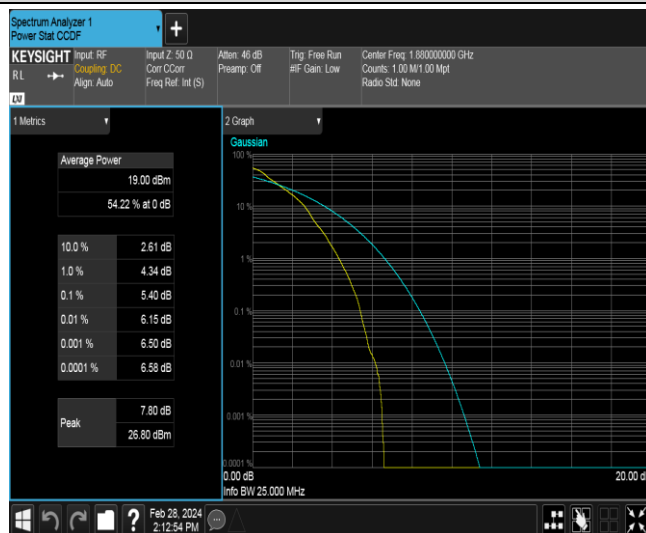 Spectrum Analyzer 1
Power Stat CCDF
KEYSIGHT
RL
LXI
Input: RF
Coupling: DC
Align: Auto
Input Z: 50 Ω
Corr CCorr
Freq Ref: Int (S)
Atten: 46 dB
Preamp: Off
Trig: Free Run
#IF Gain: Low
Center Freq: 1.880000000 GHz
Counts: 1.00 M/1.00 Mpt
Radio Std: None
1 Metrics
Average Power
19.00 dBm
54.22 % at 0 dB
10.0 % 2.61 dB
1.0 % 4.34 dB
0.1 % 5.40 dB
0.01 % 6.15 dB
0.001 % 6.50 dB
0.0001 % 6.58 dB
Peak
7.80 dB
26.80 dBm
2 Graph
Gaussian
100 %
10 %
1 %
0.1 %
0.01 %
0.001 %
0.0001 %
0.00 dB
20.00 d
Info BW 25.000 MHz
?
Feb 28, 2024
2:12:54 PM